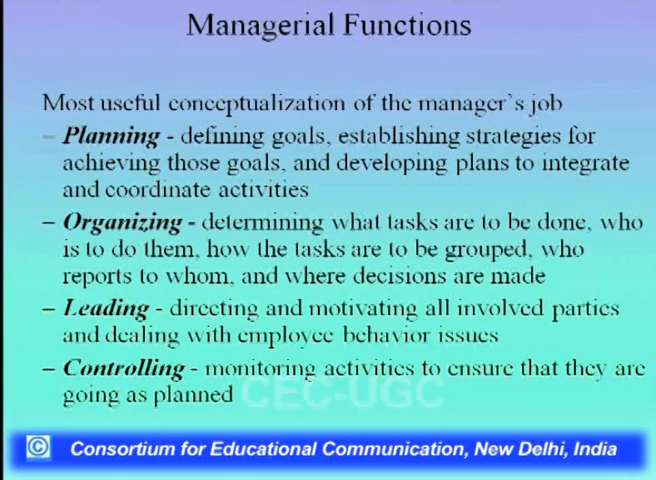 Managerial Functions
Most useful conceptualization of the manager's job
– Planning - defining goals, establishing strategies for
achieving those goals, and developing plans to integrate
and coordinate activities
– Organizing - determining what tasks are to be done, who
is to do them, how the tasks are to be grouped, who
reports to whom, and where decisions are made
– Leading - directing and motivating all involved parties
and dealing with employee behavior issues
– Controlling - monitoring activities to ensure that they are
going as planned
CEC-UGC
© Consortium for Educational Communication, New Delhi, India